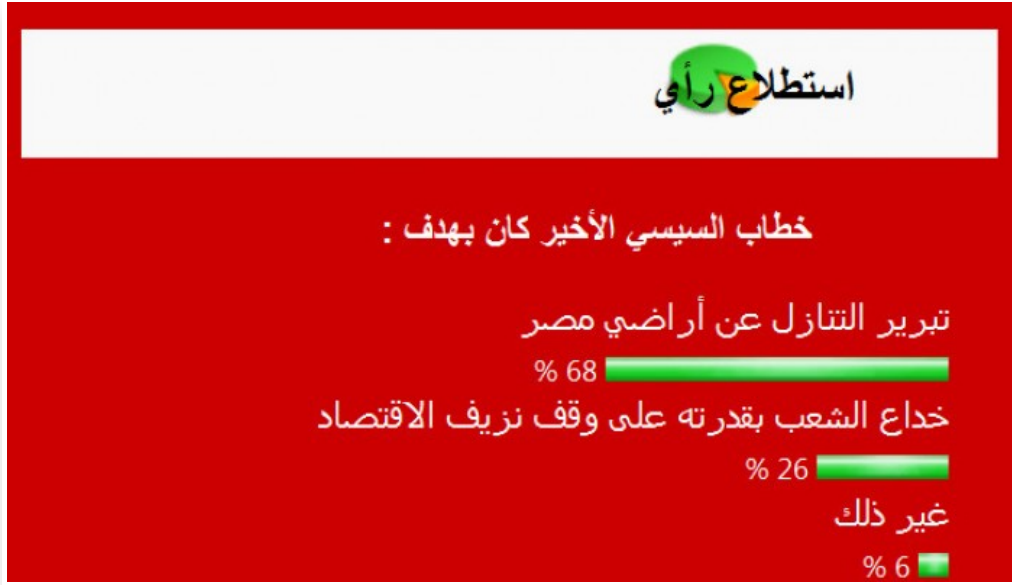 استطلاع رأي
خطاب السيسي الأخير كان بهدف :
تبرير التنازل عن أراضي مصر
68 %
خداع الشعب بقدرته على وقف نزيف الاقتصاد
26 %
غير ذلك
6 %